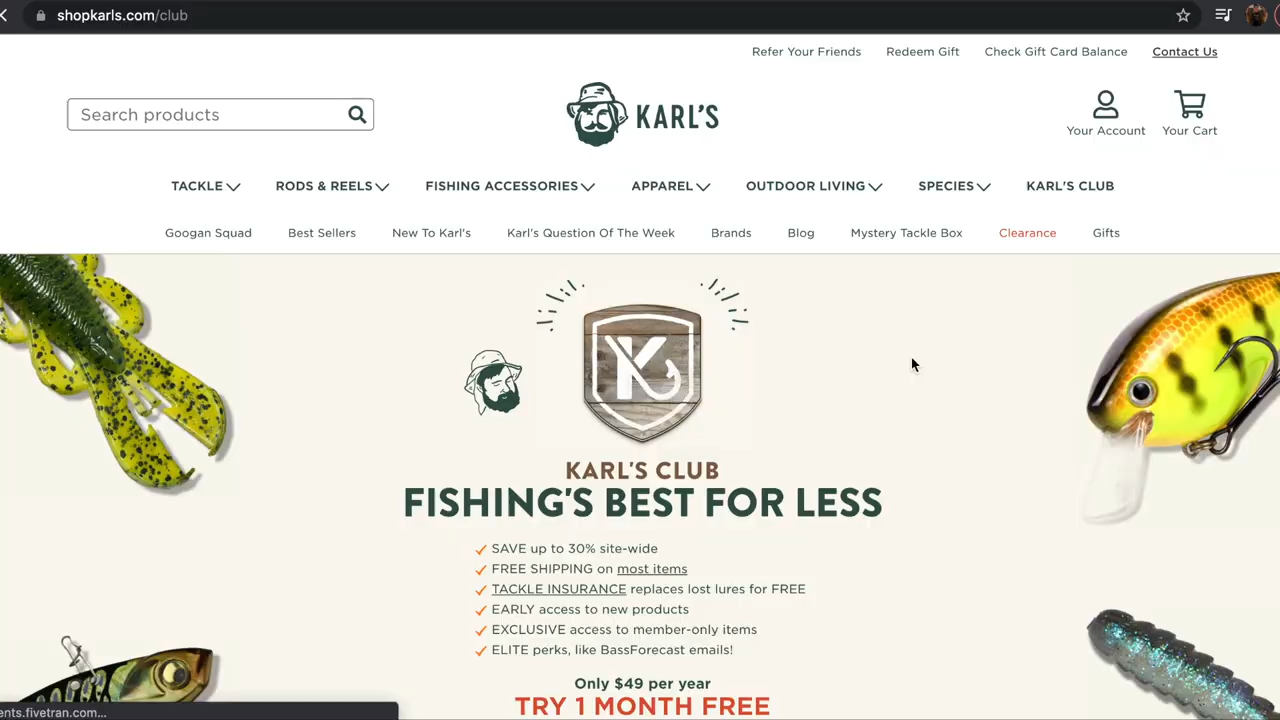 shopkarls.com/club
Refer Your Friends
Redeem Gift
Check Gift Card Balance
Contact Us
Search products
KARL'S
Your Account
Your Cart
TACKLE
RODS & REELS
FISHING ACCESSORIES
APPAREL
OUTDOOR LIVING
SPECIES
KARL'S CLUB
Googan Squad
Best Sellers
New To Karl's
Karl's Question Of The Week
Brands
Blog
Mystery Tackle Box
Clearance
Gifts
K
KARL'S CLUB
FISHING'S BEST FOR LESS
SAVE up to 30% site-wide
FREE SHIPPING on most items
TACKLE INSURANCE replaces lost lures for FREE
EARLY access to new products
EXCLUSIVE access to member-only items
ELITE perks, like BassForecast emails!
Only $49 per year
TRY 1 MONTH FREE
ents.fivetran.com...